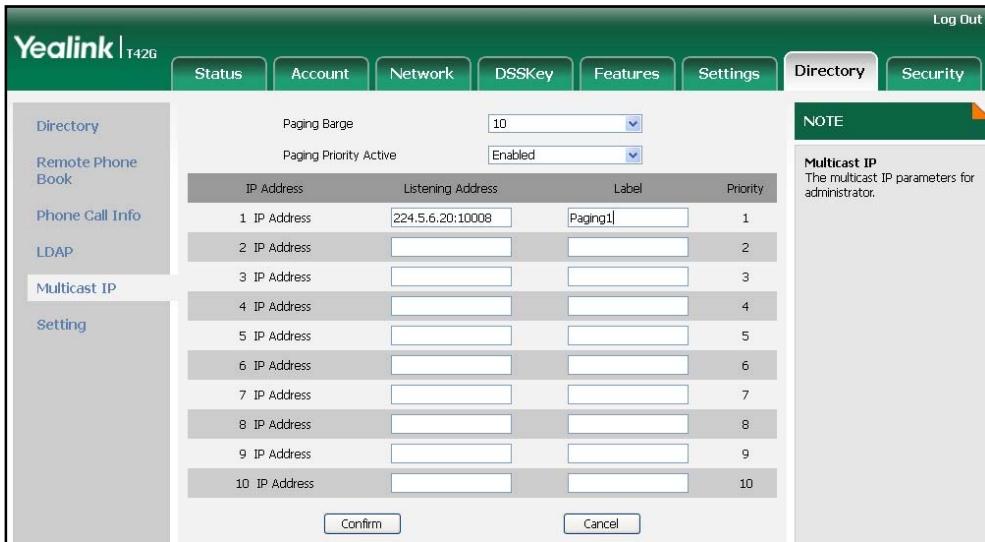 Log Out
Yealink | T42G
Status Account Network DSSKey Features Settings Directory Security
Directory
Remote Phone
Book
Phone Call Info
LDAP
Multicast IP
Setting
Paging Barge 10
Paging Priority Active Enabled
IP Address Listening Address Label Priority
1 IP Address 224.5.6.20:10008 Paging1 1
2 IP Address 2
3 IP Address 3
4 IP Address 4
5 IP Address 5
6 IP Address 6
7 IP Address 7
8 IP Address 8
9 IP Address 9
10 IP Address 10
Confirm Cancel
NOTE
Multicast IP
The multicast IP parameters for
administrator.